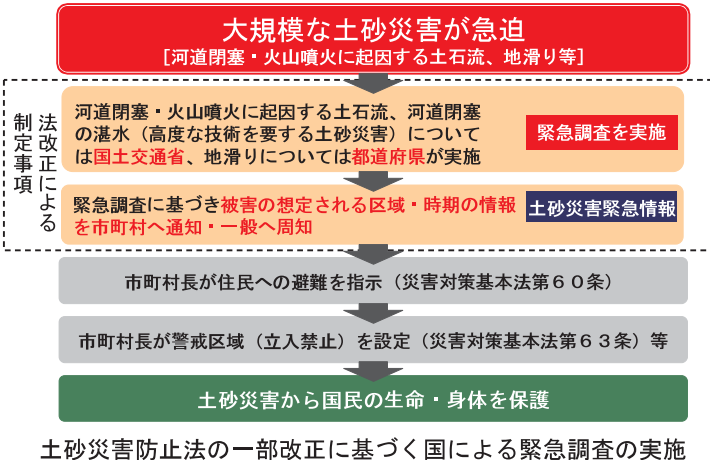 大規模な土砂災害が急迫
[河道閉塞・火山噴火に起因する土石流、地滑り等]
法改正による
制定事項
河道閉塞・火山噴火に起因する土石流、河道閉塞
の湛水（高度な技術を要する土砂災害）について
は国土交通省、地滑りについては都道府県が実施
緊急調査を実施
緊急調査に基づき被害の想定される区域・時期の情報
を市町村へ通知・一般へ周知
土砂災害緊急情報
市町村長が住民への避難を指示（災害対策基本法第６０条）
市町村長が警戒区域（立入禁止）を設定（災害対策基本法第６３条）等
土砂災害から国民の生命・身体を保護
土砂災害防止法の一部改正に基づく国による緊急調査の実施